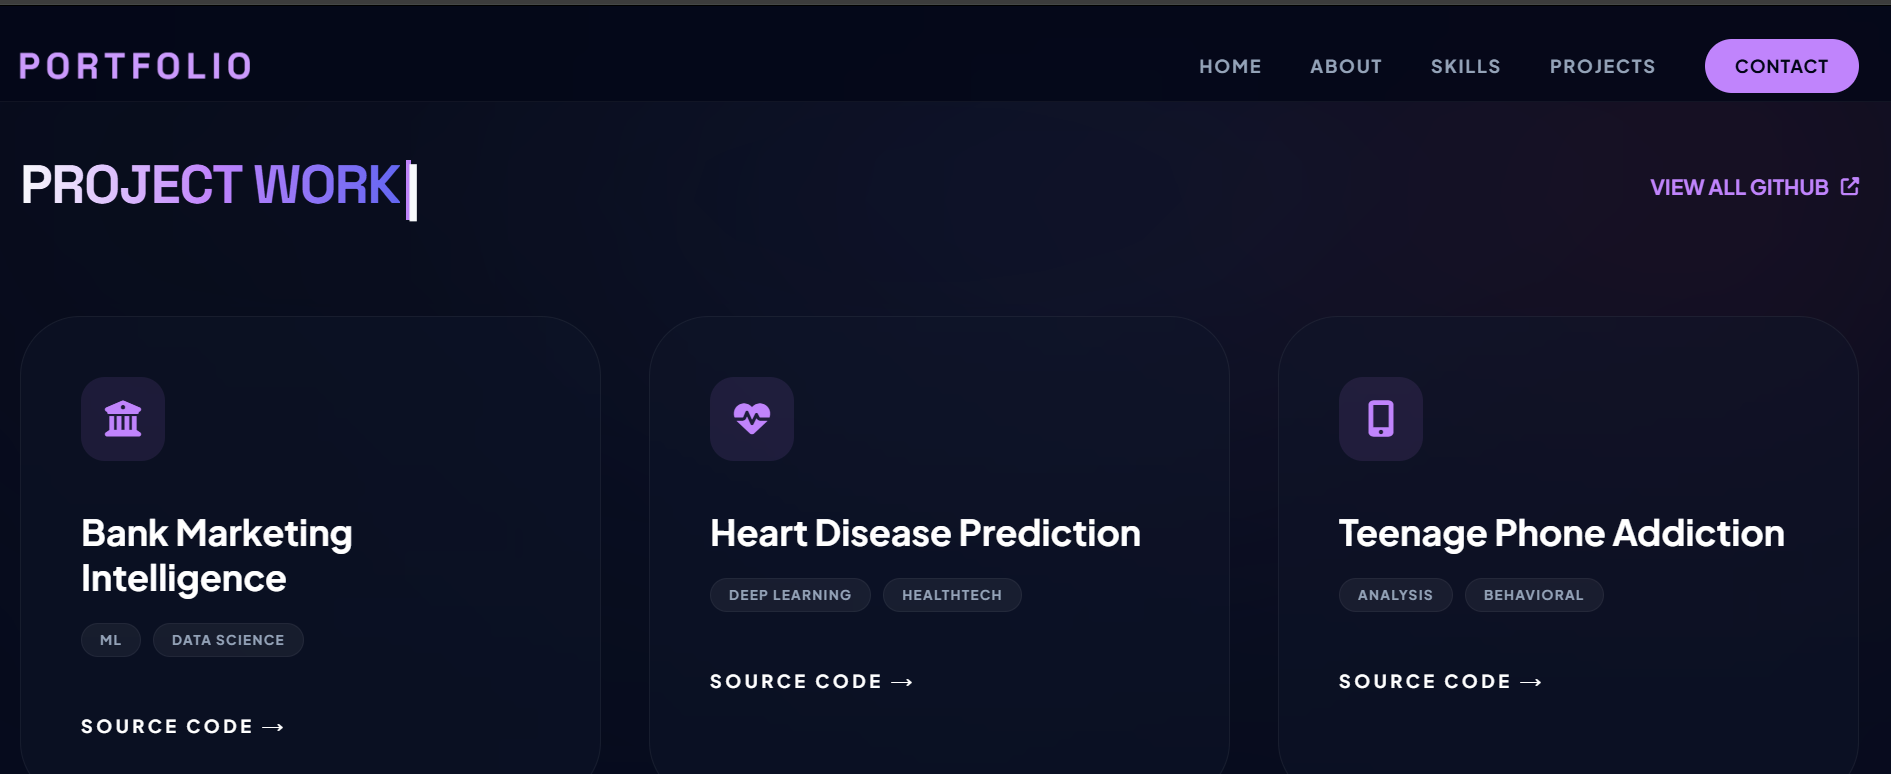 PORTFOLIO
HOME ABOUT SKILLS PROJECTS CONTACT
PROJECT WORK
VIEW ALL GITHUB
Bank Marketing
Intelligence
ML DATA SCIENCE
SOURCE CODE →
Heart Disease Prediction
DEEP LEARNING HEALTHTECH
SOURCE CODE →
Teenage Phone Addiction
ANALYSIS BEHAVIORAL
SOURCE CODE →